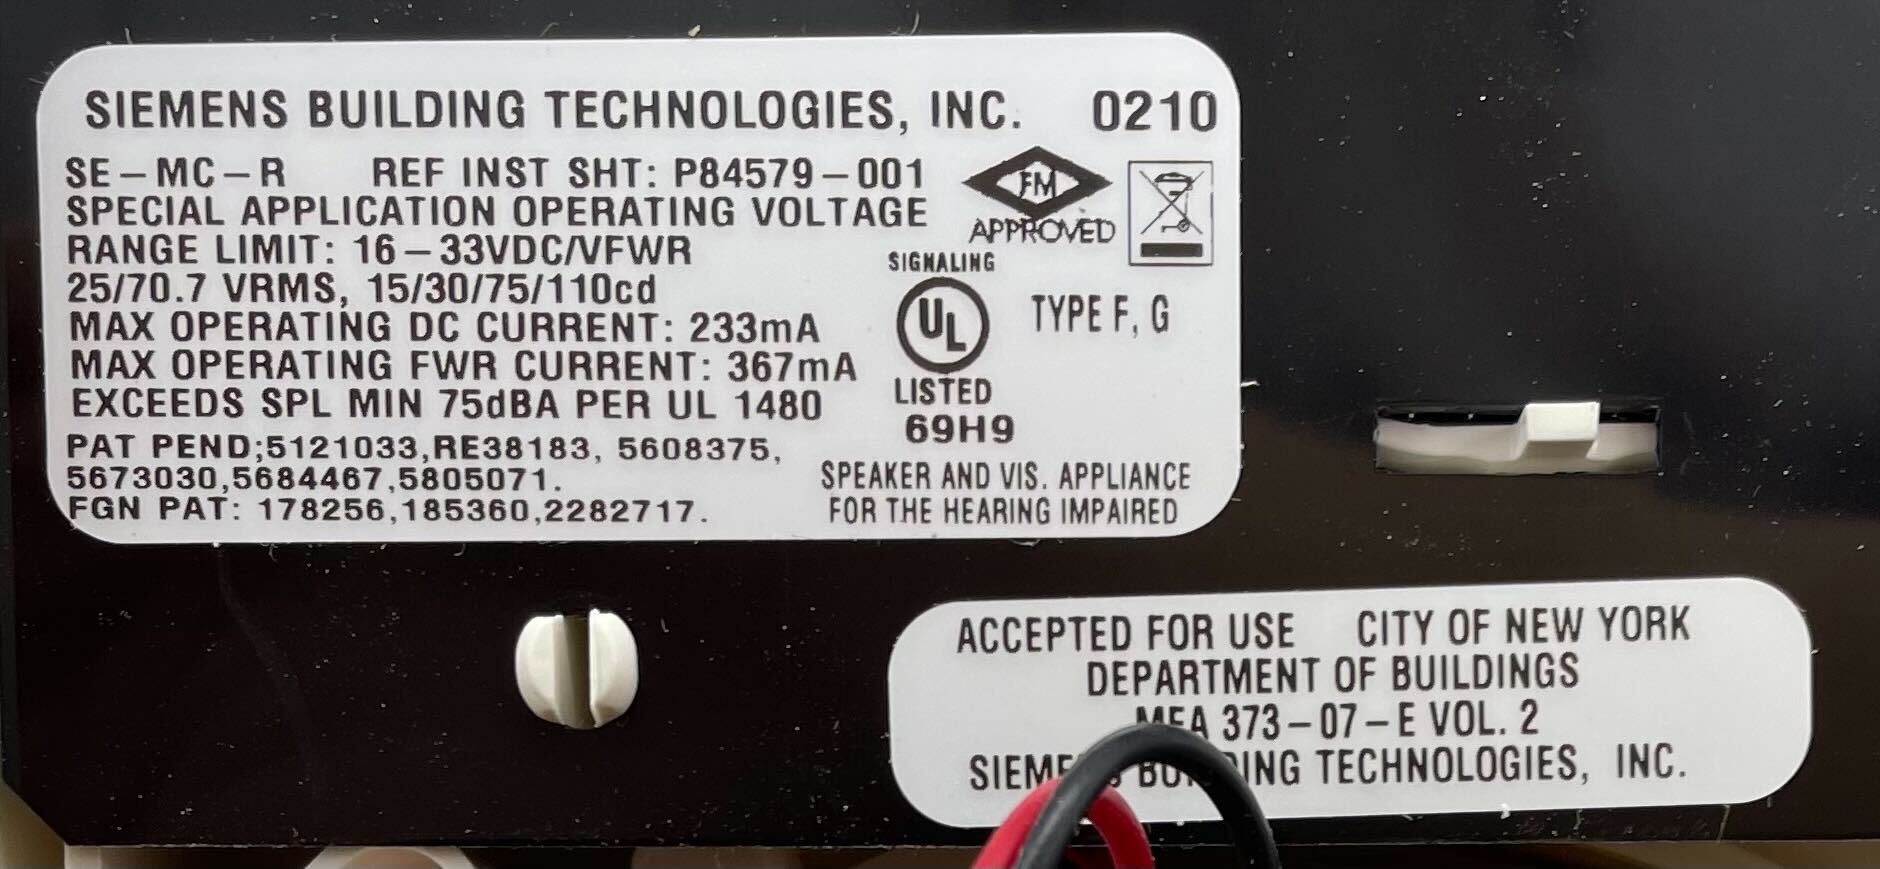 SIEMENS BUILDING TECHNOLOGIES, INC. 0210
SE-MC-R REF INST SHT: P84579-001
SPECIAL APPLICATION OPERATING VOLTAGE
RANGE LIMIT: 16-33VDC/VFWR
25/70.7 VRMS, 15/30/75/110cd
MAX OPERATING DC CURRENT: 233mA
MAX OPERATING FWR CURRENT: 367mA
EXCEEDS SPL MIN 75dBA PER UL 1480
PAT PEND;5121033,RE38183, 5608375,
5673030,5684467,5805071.
FGN PAT: 178256,185360,2282717.
FM
APPROVED
SIGNALING
UL
LISTED
69H9
TYPE F, G
SPEAKER AND VIS. APPLIANCE
FOR THE HEARING IMPAIRED
ACCEPTED FOR USE CITY OF NEW YORK
DEPARTMENT OF BUILDINGS
MEA 373-07-E VOL. 2
SIEMENS BUILDING TECHNOLOGIES, INC.